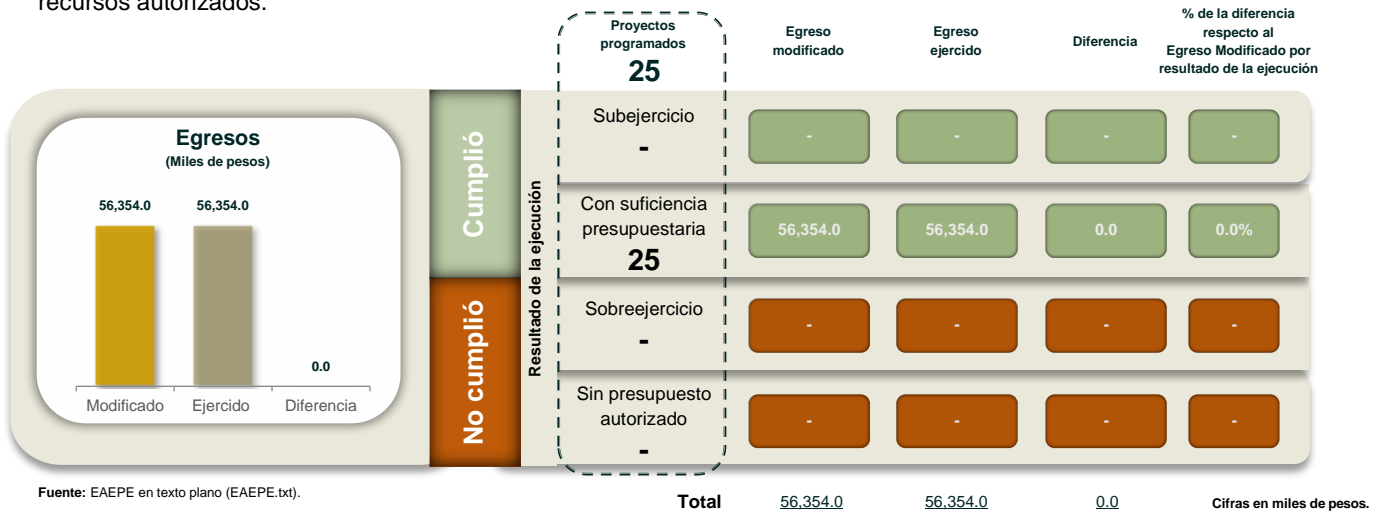 recursos autorizados.
Proyectos
programados
25
Egreso
modificado
Egreso
ejercido
Diferencia
% de la diferencia
respecto al
Egreso Modificado por
resultado de la ejecución
Egresos
(Miles de pesos)
56,354.0
56,354.0
0.0
Modificado
Ejercido
Diferencia
Cumplió
No cumplió
Resultado de la ejecución
Subejercicio
-
-
-
-
-
Con suficiencia
presupuestaria
25
56,354.0
56,354.0
0.0
0.0%
Sobreejercicio
-
-
-
-
-
Sin presupuesto
autorizado
-
-
-
-
-
Fuente: EAEPE en texto plano (EAEPE.txt).
Total
56,354.0
56,354.0
0.0
Cifras en miles de pesos.